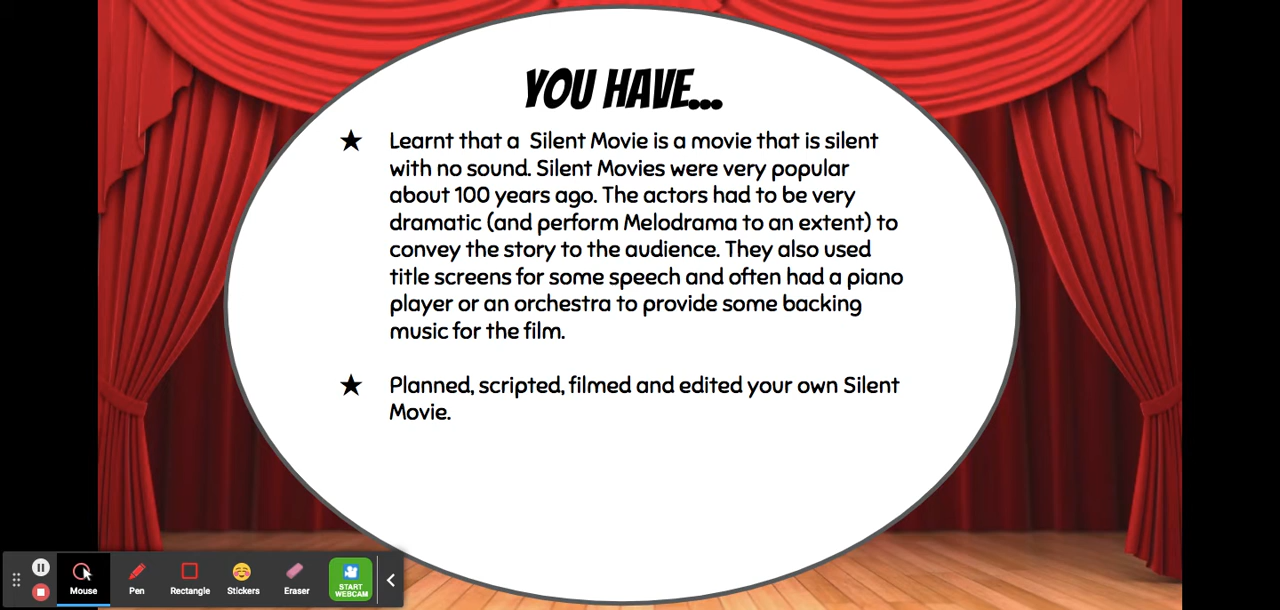 YOU HAVE...
★ Learnt that a Silent Movie is a movie that is silent
with no sound. Silent Movies were very popular
about 100 years ago. The actors had to be very
dramatic (and perform Melodrama to an extent) to
convey the story to the audience. They also used
title screens for some speech and often had a piano
player or an orchestra to provide some backing
music for the film.
★ Planned, scripted, filmed and edited your own Silent
Movie.
Mouse
Pen
Rectangle
Stickers
Eraser
START
WEBCAM